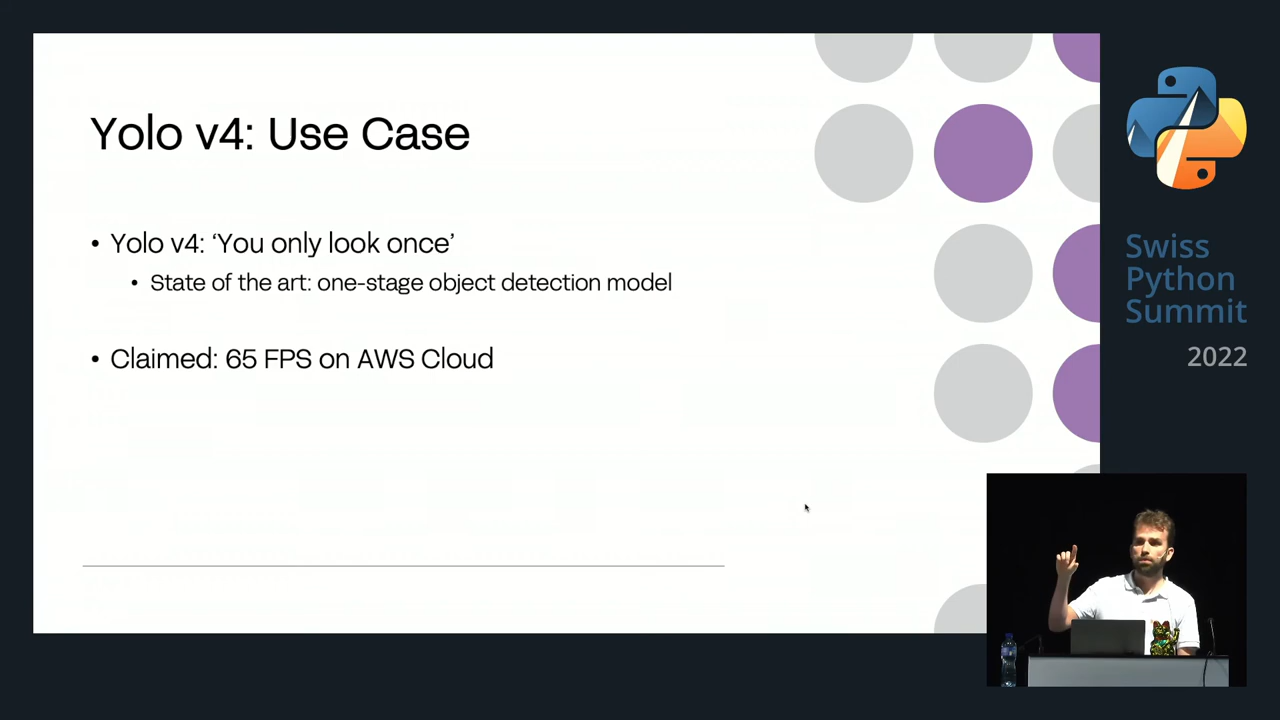 Yolo v4: Use Case
• Yolo v4: ‘You only look once’
• State of the art: one-stage object detection model
• Claimed: 65 FPS on AWS Cloud
Swiss
Python
Summit
2022